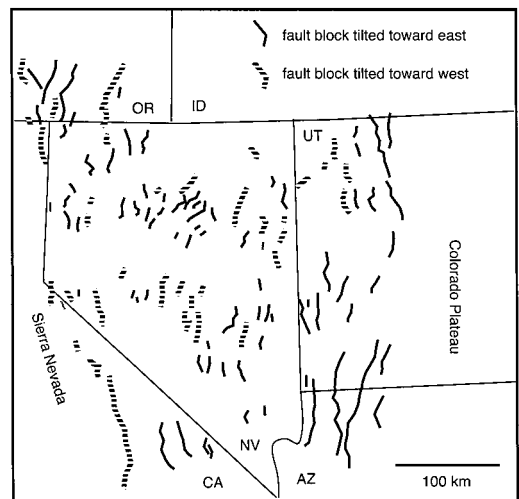 fault block tilted toward east
fault block tilted toward west
OR
ID
UT
Colorado Plateau
Sierra Nevada
NV
CA
AZ
100 km